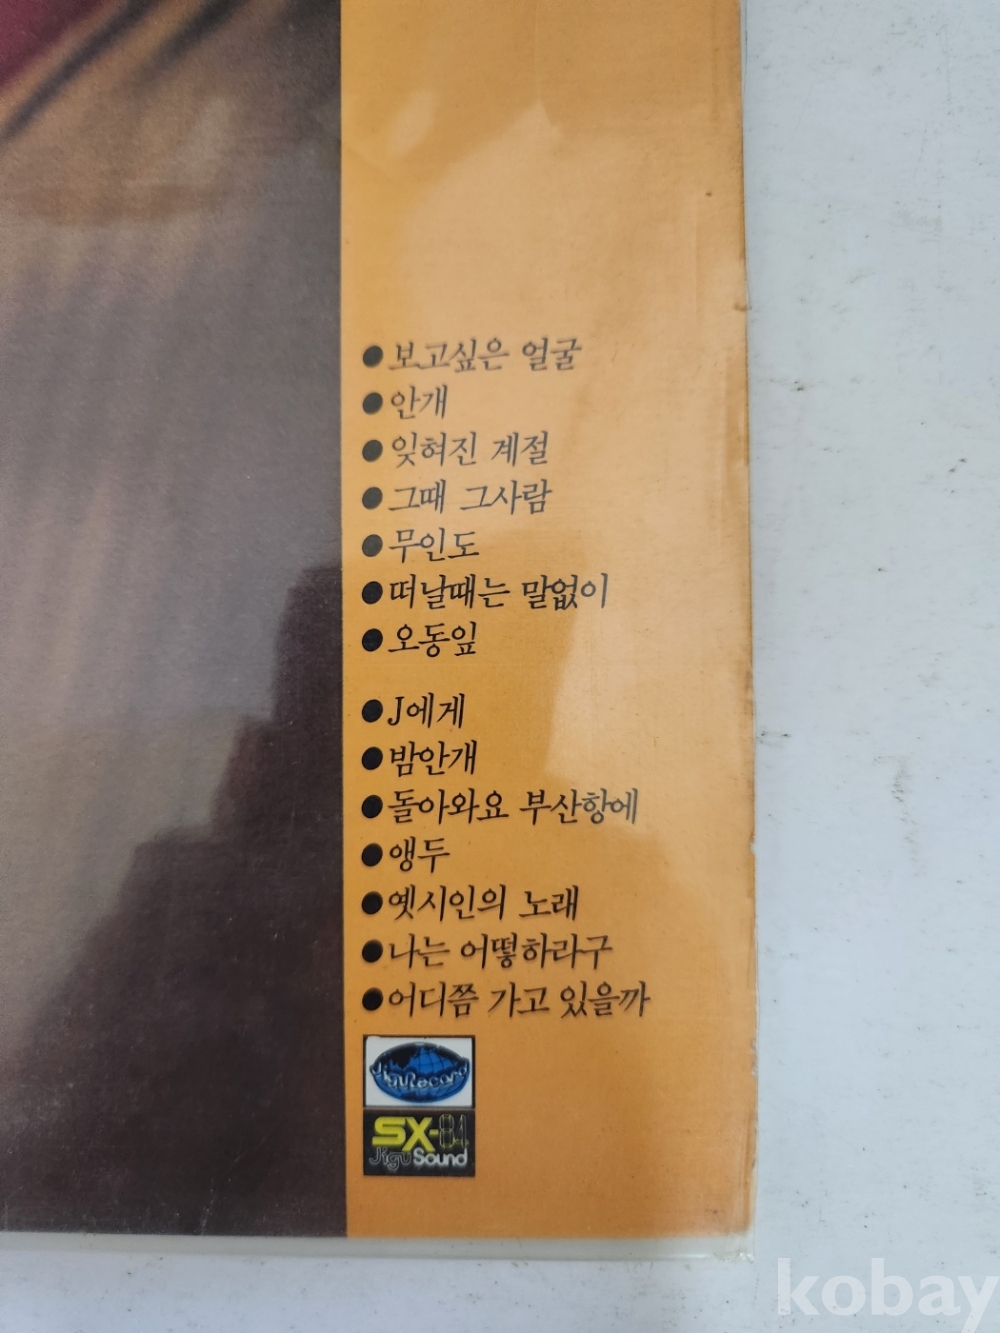 ●보고싶은 얼굴
●안개
●잊혀진 계절
●그때 그사람
●무인도
●떠날때는 말없이
●오동잎
●J에게
●밤안개
●돌아와요 부산항에
●앵두
●옛시인의 노래
●나는 어떻하라구
●어디쯤 가고 있을까
JiguRecord
SX-84
Jigu Sound
kobay